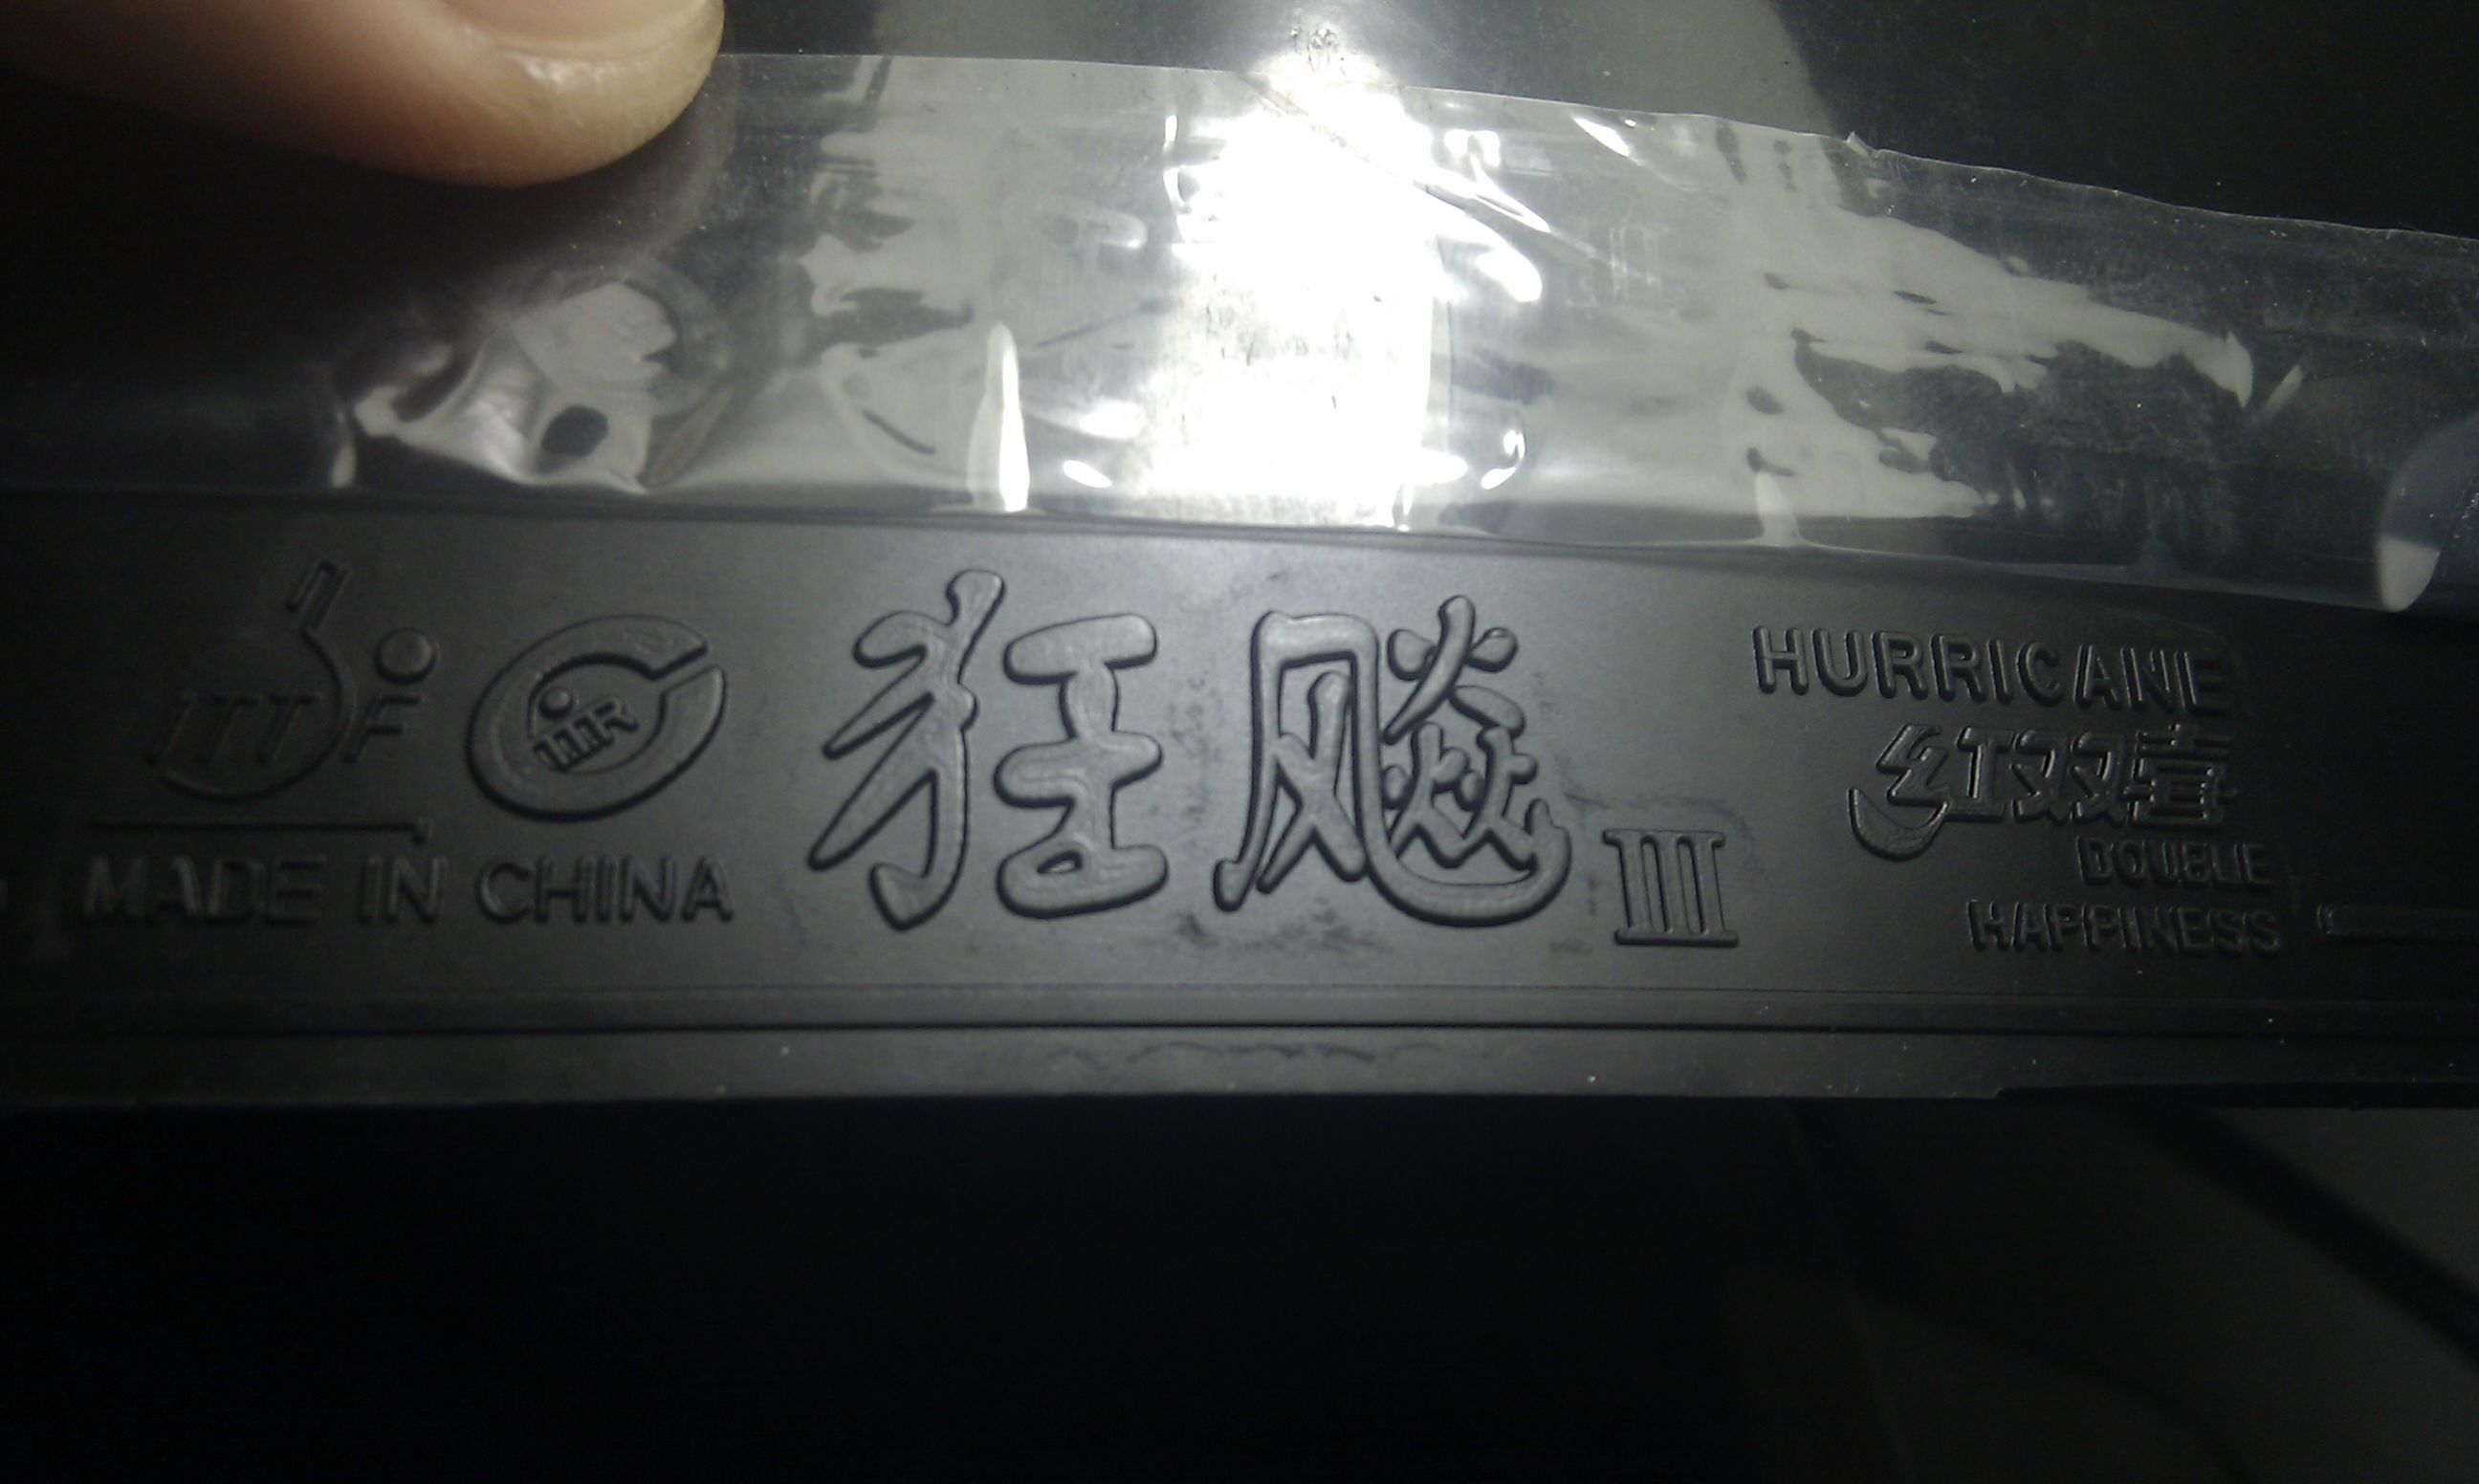 ITTF
MADE IN CHINA
狂飚 III
HURRICANE
红双喜
DOUBLE
HAPPINESS